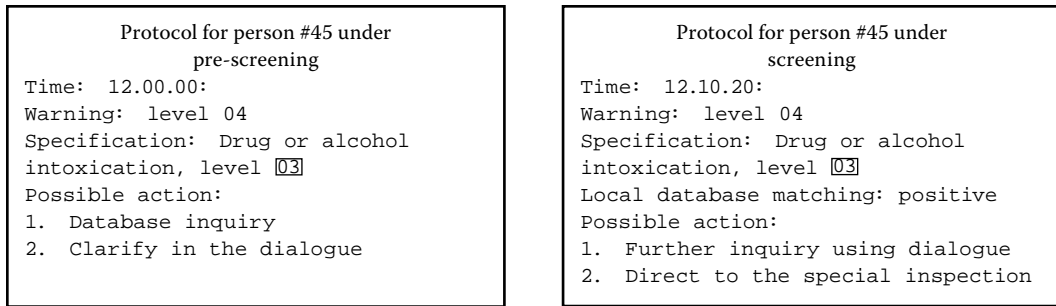 Protocol for person #45 under
pre-screening
Time: 12.00.00:
Warning: level 04
Specification: Drug or alcohol
intoxication, level 03
Possible action:
1. Database inquiry
2. Clarify in the dialogue
Protocol for person #45 under
screening
Time: 12.10.20:
Warning: level 04
Specification: Drug or alcohol
intoxication, level 03
Local database matching: positive
Possible action:
1. Further inquiry using dialogue
2. Direct to the special inspection